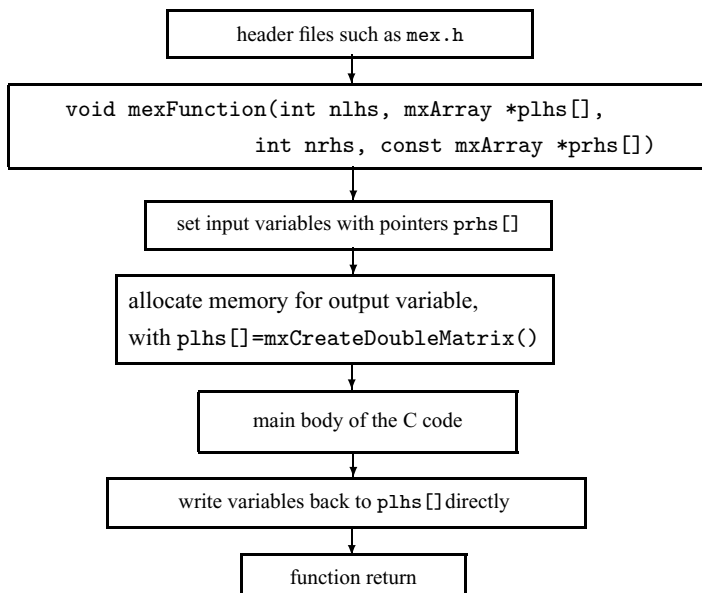 header files such as mex.h
void mexFunction(int nlhs, mxArray *plhs[],
int nrhs, const mxArray *prhs[])
set input variables with pointers prhs[]
allocate memory for output variable,
with plhs[]=mxCreateDoubleMatrix()
main body of the C code
write variables back to plhs[]directly
function return